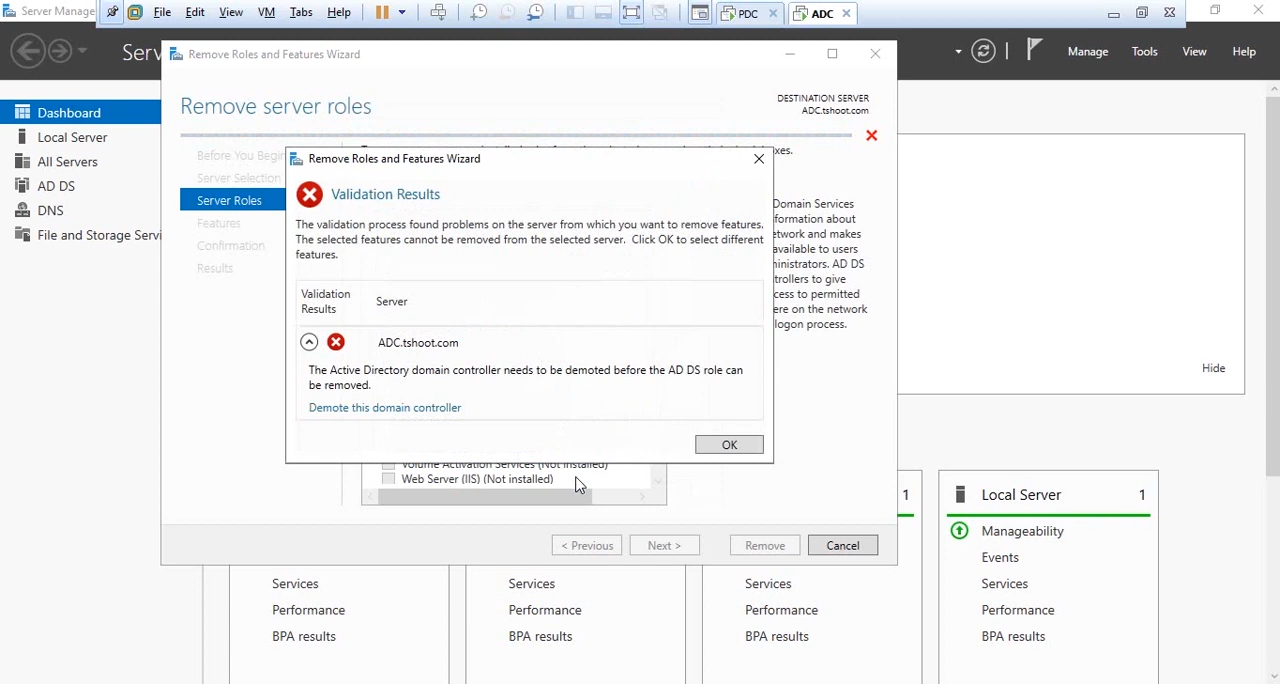 Server Manage
File Edit View VM Tabs Help
PDC
ADC
Serv
Manage Tools View Help
Remove Roles and Features Wizard
Remove server roles
DESTINATION SERVER
ADC.tshoot.com
Dashboard
Local Server
All Servers
AD DS
DNS
File and Storage Servi
Before You Begin
Server Selection
Server Roles
Features
Confirmation
Results
Remove Roles and Features Wizard
Validation Results
The validation process found problems on the server from which you want to remove features.
The selected features cannot be removed from the selected server. Click OK to select different
features.
Validation
Results
Server
ADC.tshoot.com
The Active Directory domain controller needs to be demoted before the AD DS role can
be removed.
Demote this domain controller
OK
xes.
Domain Services
formation about
etwork and makes
available to users
ministrators. AD DS
trollers to give
cess to permitted
ere on the network
logon process.
Volume Activation Services (Not installed)
Web Server (IIS) (Not installed)
< Previous
Next >
Remove
Cancel
Hide
1
Local Server 1
Manageability
Events
Services
Performance
BPA results
Services
Performance
BPA results
Services
Performance
BPA results
Services
Performance
BPA results